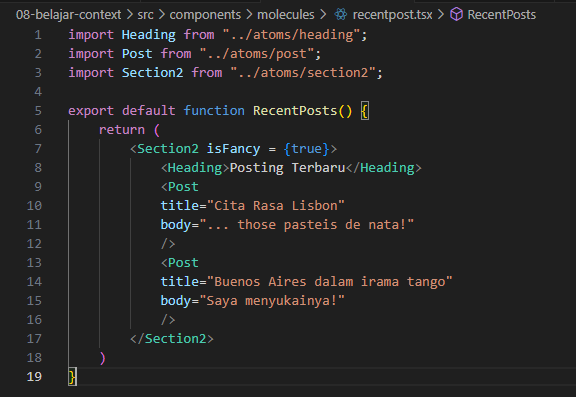 08-belajar-context > src > components > molecules > recentpost.tsx > RecentPosts
1 import Heading from "../atoms/heading";
2 import Post from "../atoms/post";
3 import Section2 from "../atoms/section2";
4
5 export default function RecentPosts() {
6     return (
7         <Section2 isFancy = {true}>
8             <Heading>Posting Terbaru</Heading>
9             <Post
10             title="Cita Rasa Lisbon"
11             body="... those pasteis de nata!"
12             />
13             <Post
14             title="Buenos Aires dalam irama tango"
15             body="Saya menyukainya!"
16             />
17         </Section2>
18     )
19 }